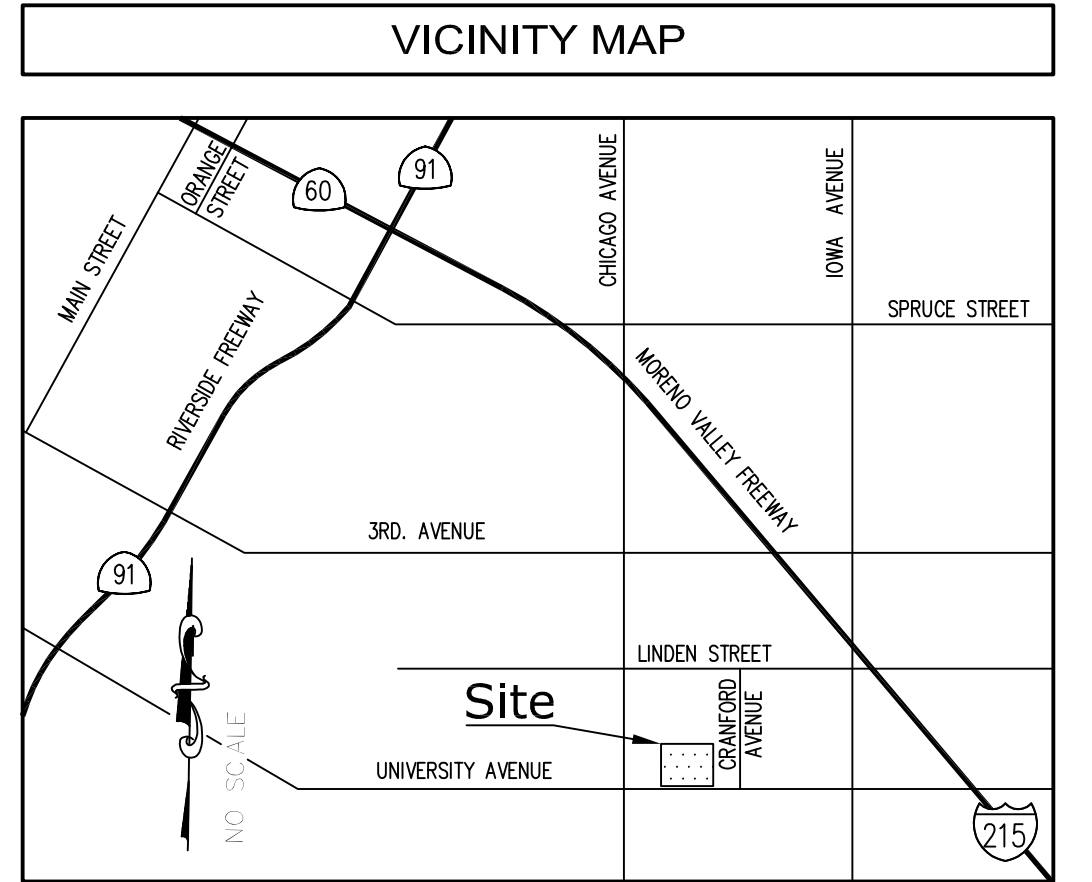 VICINITY MAP
ORANGE
STREET
60
91
CHICAGO AVENUE
IOWA AVENUE
MAIN STREET
SPRUCE STREET
RIVERSIDE FREEWAY
MORENO VALLEY FREEWAY
3RD. AVENUE
91
LINDEN STREET
Site
CRANFORD
AVENUE
NO SCALE
UNIVERSITY AVENUE
215